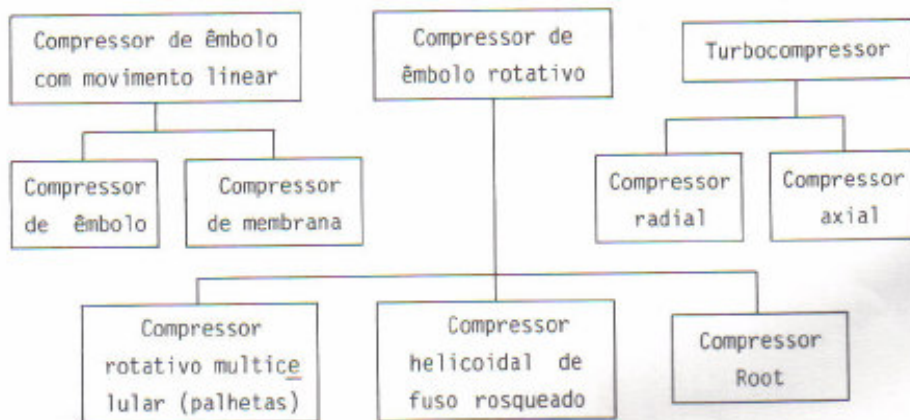 Compressor de êmbolo
com movimento linear
Compressor de
êmbolo rotativo
Turbocompressor
Compressor
de êmbolo
Compressor
de membrana
Compressor
radial
Compressor
axial
Compressor
rotativo multice
lular (palhetas)
Compressor
helicoidal de
fuso rosqueado
Compressor
Root